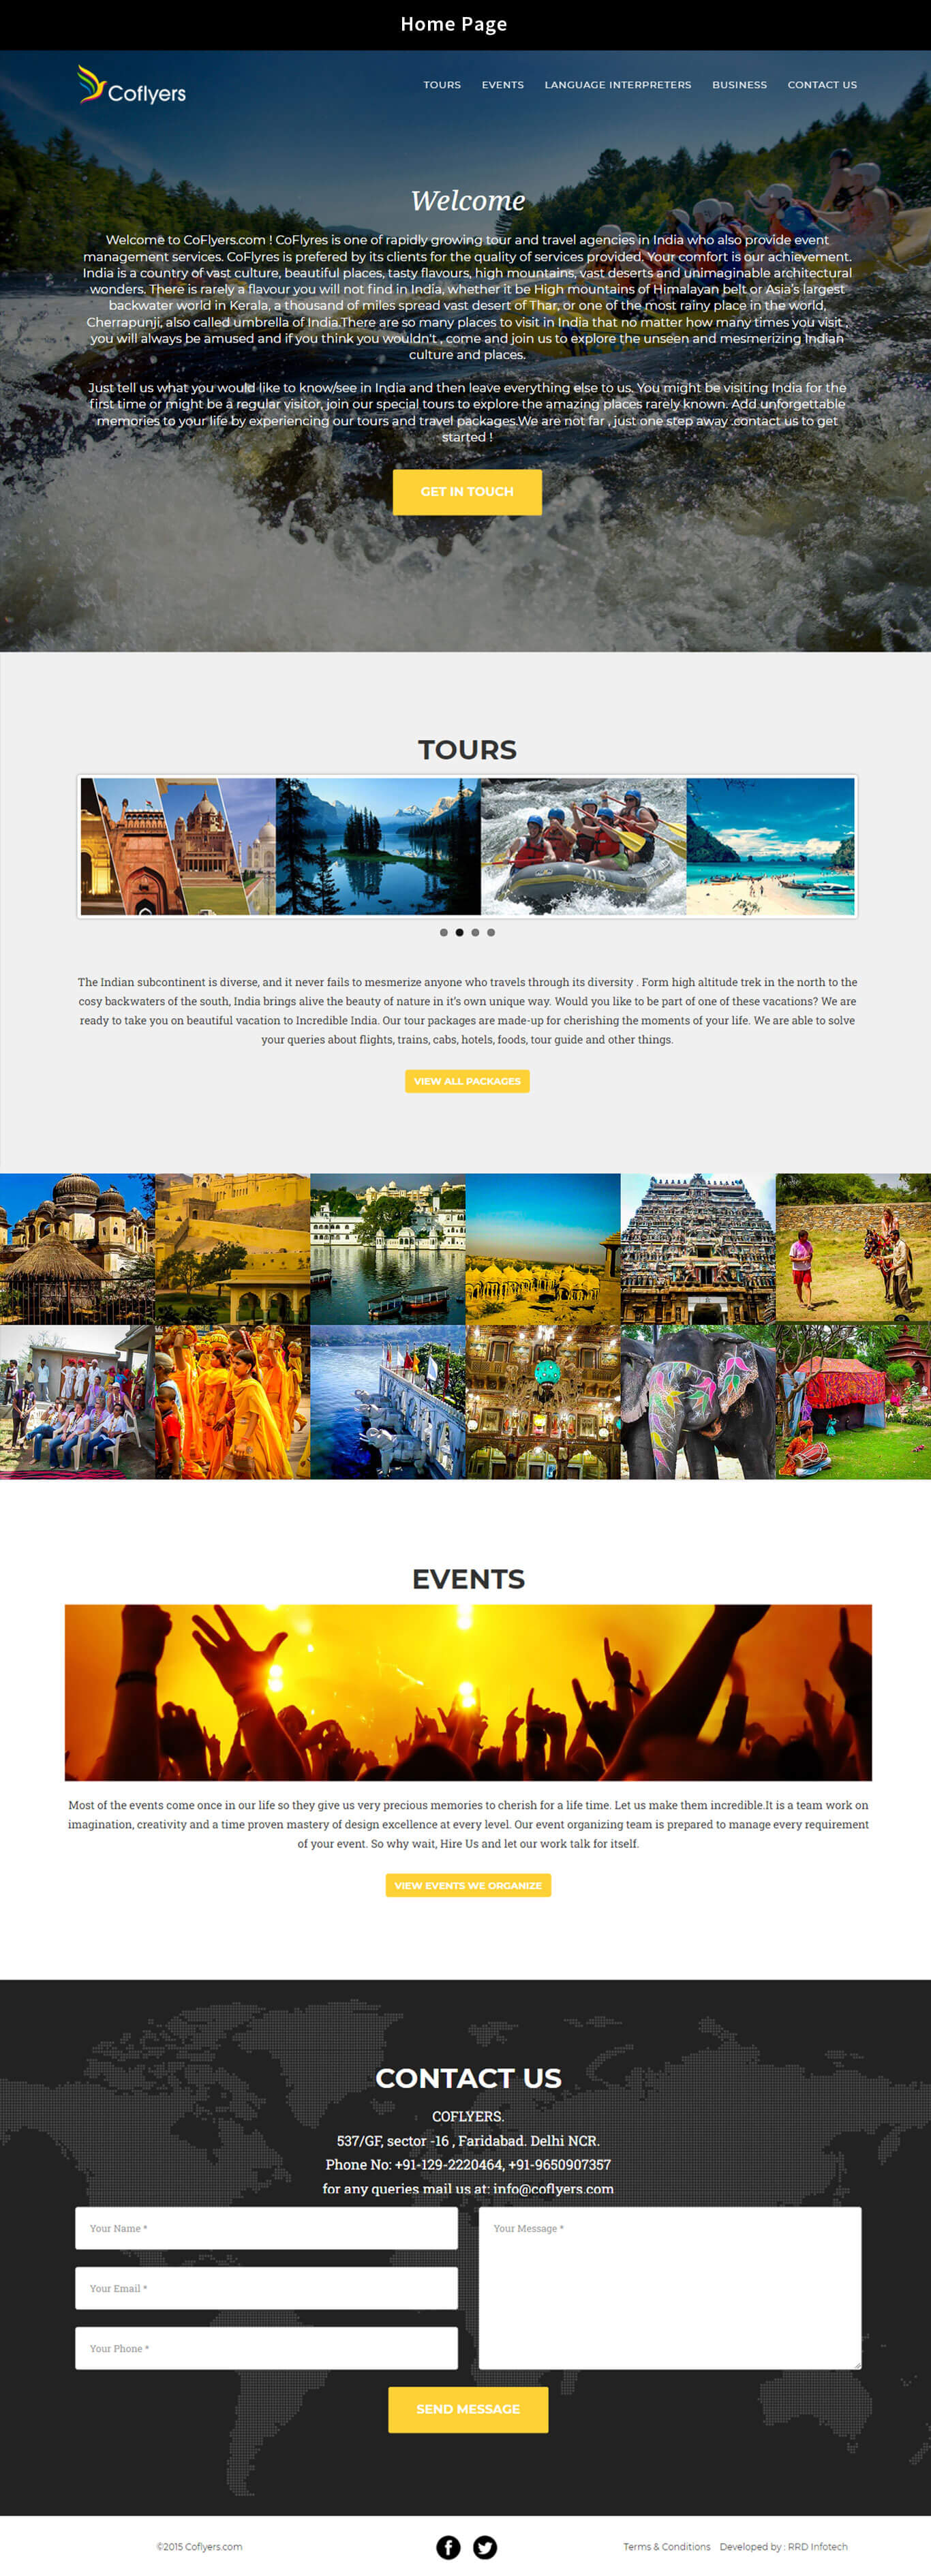 Home Page
Coflyers
TOURS EVENTS LANGUAGE INTERPRETERS BUSINESS CONTACT US
Welcome
Welcome to CoFlyers.com ! CoFlyres is one of rapidly growing tour and travel agencies in India who also provide event
management services. CoFlyres is prefered by its clients for the quality of services provided. Your comfort is our achievement.
India is a country of vast culture, beautiful places, tasty flavours, high mountains, vast deserts and unimaginable architectural
wonders. There is rarely a flavour you will not find in India, whether it be High mountains of Himalayan belt or Asia's largest
backwater world in Kerala, a thousand of miles spread vast desert of Thar, or one of the most rainy place in the world,
Cherrapunji, also called umbrella of India.There are so many places to visit in India that no matter how many times you visit ,
you will always be amused and if you think you wouldn't , come and join us to explore the unseen and mesmerizing Indian
culture and places.
Just tell us what you would like to know/see in India and then leave everything else to us. You might be visiting India for the
first time or might be a regular visitor, join our special tours to explore the amazing places rarely known. Add unforgettable
memories to your life by experiencing our tours and travel packages.We are not far , just one step away .contact us to get
started !
GET IN TOUCH
TOURS
The Indian subcontinent is diverse, and it never fails to mesmerize anyone who travels through its diversity . Form high altitude trek in the north to the
cosy backwaters of the south, India brings alive the beauty of nature in it's own unique way. Would you like to be part of one of these vacations? We are
ready to take you on beautiful vacation to Incredible India. Our tour packages are made-up for cherishing the moments of your life. We are able to solve
your queries about flights, trains, cabs, hotels, foods, tour guide and other things.
VIEW ALL PACKAGES
EVENTS
Most of the events come once in our life so they give us very precious memories to cherish for a life time. Let us make them incredible.It is a team work on
imagination, creativity and a time proven mastery of design excellence at every level. Our event organizing team is prepared to manage every requirement
of your event. So why wait, Hire Us and let our work talk for itself.
VIEW EVENTS WE ORGANIZE
CONTACT US
COFLYERS.
537/GF, sector -16 , Faridabad. Delhi NCR.
Phone No: +91-129-2220464, +91-9650907357
for any queries mail us at: info@coflyers.com
Your Name *
Your Message *
Your Email *
Your Phone *
SEND MESSAGE
©2015 Coflyers.com
Terms & Conditions Developed by : RRD Infotech